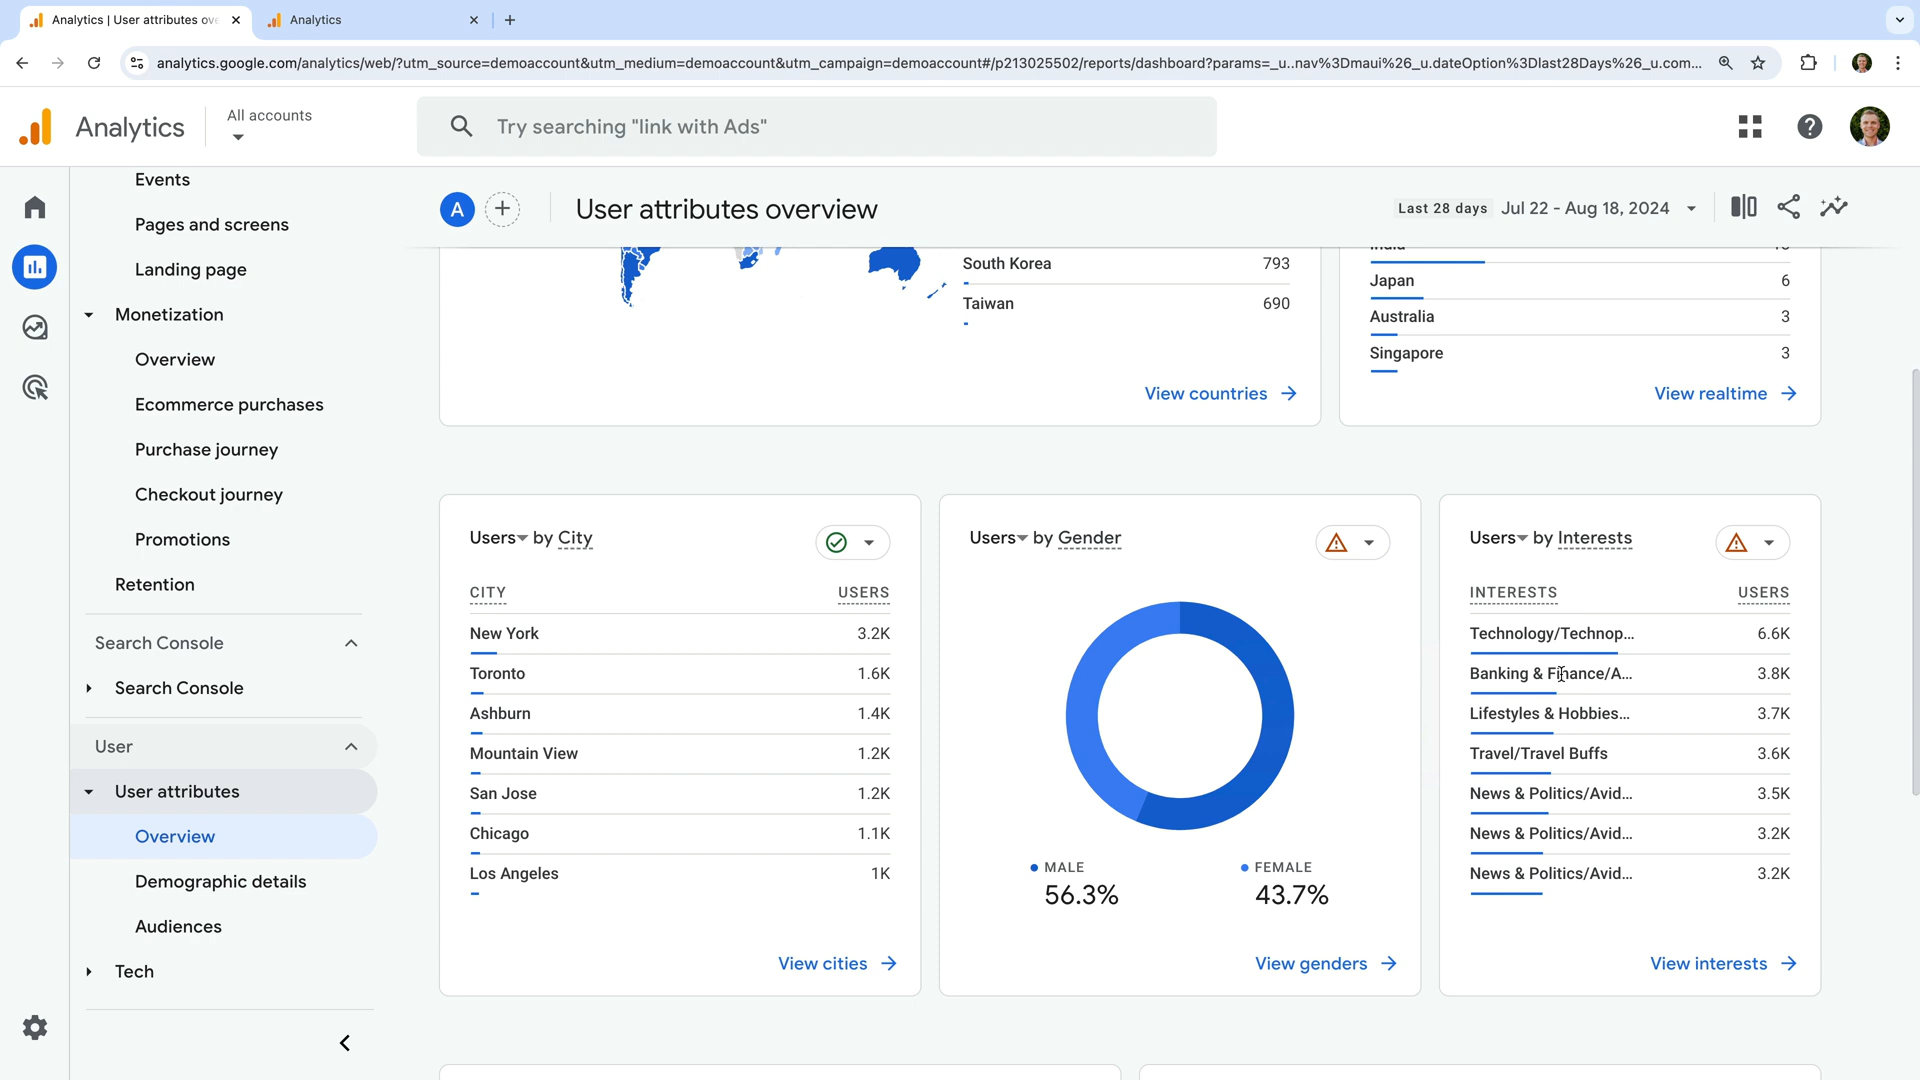 Analytics | User attributes ov
Analytics
analytics.google.com/analytics/web/?utm_source=demoaccount&utm_medium=demoaccount&utm_campaign=demoaccount#/p213025502/reports/dashboard?params=_u..nav%3Dmaui%26_u.dateOption%3Dlast28Days%26_u.com...
Analytics
All accounts
Try searching "link with Ads"
Events
Pages and screens
Landing page
Monetization
Overview
Ecommerce purchases
Purchase journey
Checkout journey
Promotions
Retention
Search Console
Search Console
User
User attributes
Overview
Demographic details
Audiences
Tech
A
User attributes overview
Last 28 days Jul 22 - Aug 18, 2024
South Korea 793
Taiwan 690
View countries
India
Japan 6
Australia 3
Singapore 3
View realtime
Users by City
CITY USERS
New York 3.2K
Toronto 1.6K
Ashburn 1.4K
Mountain View 1.2K
San Jose 1.2K
Chicago 1.1K
Los Angeles 1K
View cities
Users by Gender
MALE FEMALE
56.3% 43.7%
View genders
Users by Interests
INTERESTS USERS
Technology/Technop... 6.6K
Banking & Finance/A... 3.8K
Lifestyles & Hobbies... 3.7K
Travel/Travel Buffs 3.6K
News & Politics/Avid... 3.5K
News & Politics/Avid... 3.2K
News & Politics/Avid... 3.2K
View interests